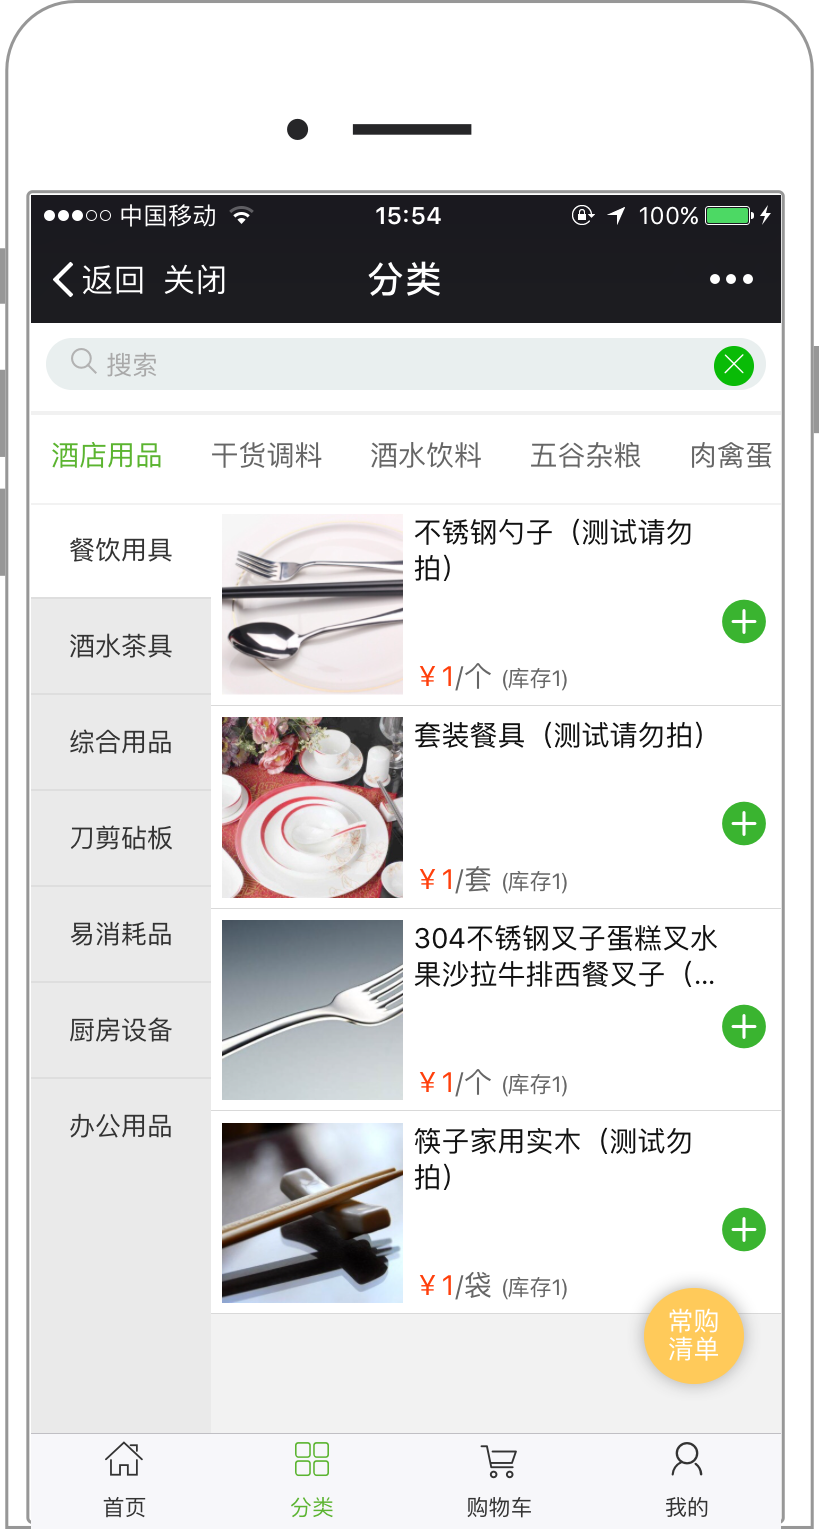 中国移动 15:54 100%
返回 关闭 分类
搜索
酒店用品 干货调料 酒水饮料 五谷杂粮 肉禽蛋
餐饮用具
酒水茶具
综合用品
刀剪砧板
易消耗品
厨房设备
办公用品
不锈钢勺子（测试请勿
拍）
￥1/个 (库存1)
套装餐具（测试请勿拍）
￥1/套 (库存1)
304不锈钢叉子蛋糕叉水
果沙拉牛排西餐叉子（...
￥1/个 (库存1)
筷子家用实木（测试勿
拍）
￥1/袋 (库存1)
常购
清单
首页 分类 购物车 我的